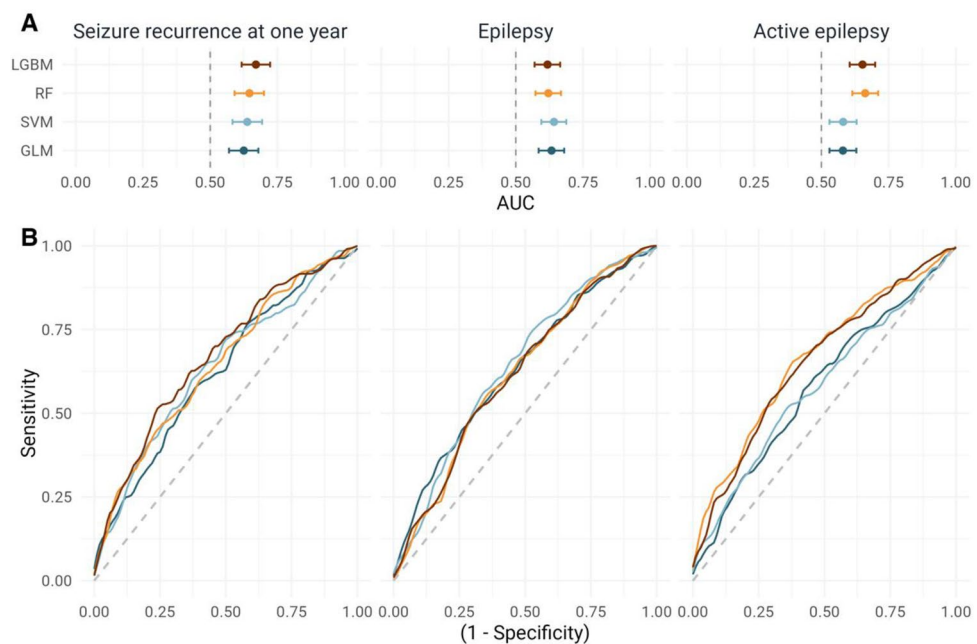 A
Seizure recurrence at one year Epilepsy Active epilepsy
LGBM
RF
SVM
GLM
0.00 0.25 0.50 0.75 1.00 0.00 0.25 0.50 0.75 1.00 0.00 0.25 0.50 0.75 1.00
AUC
B
1.00
0.75
0.50
0.25
0.00
Sensitivity
0.00 0.25 0.50 0.75 1.00 0.00 0.25 0.50 0.75 1.00 0.00 0.25 0.50 0.75 1.00
(1 - Specificity)